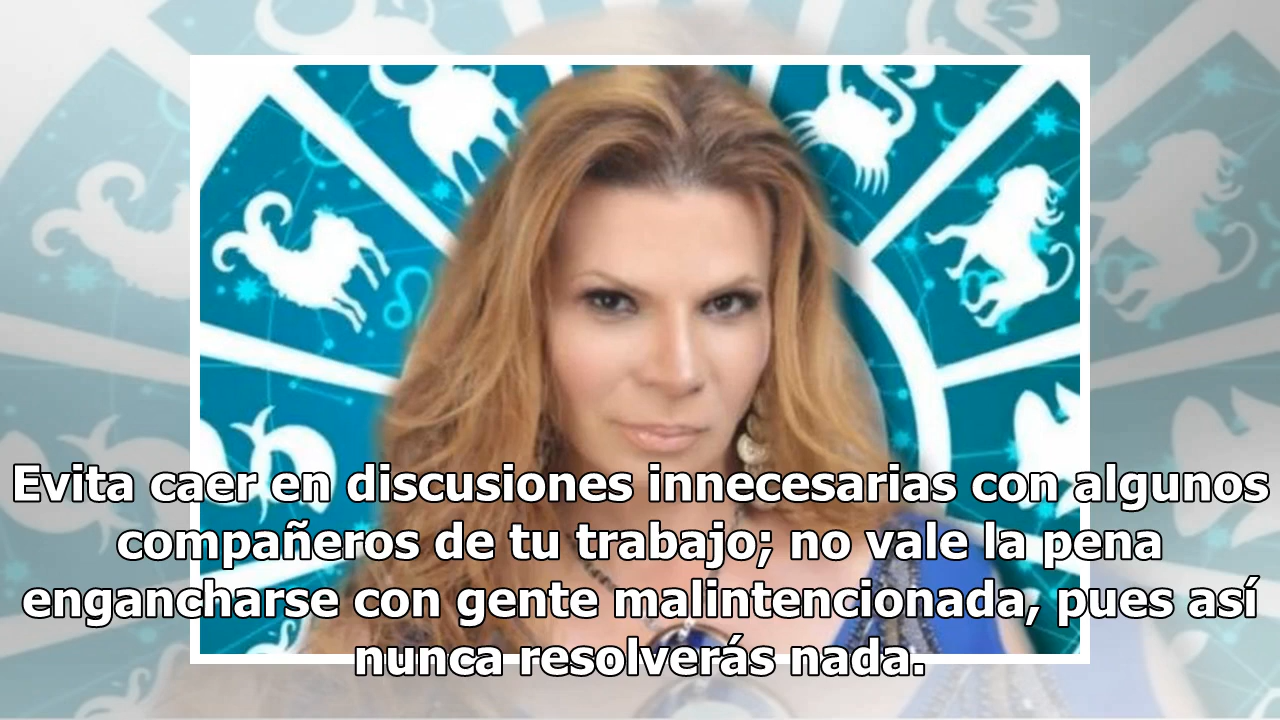 Evita caer en discusiones innecesarias con algunos
compañeros de tu trabajo; no vale la pena
engancharse con gente malintencionada, pues así
nunca resolverás nada.